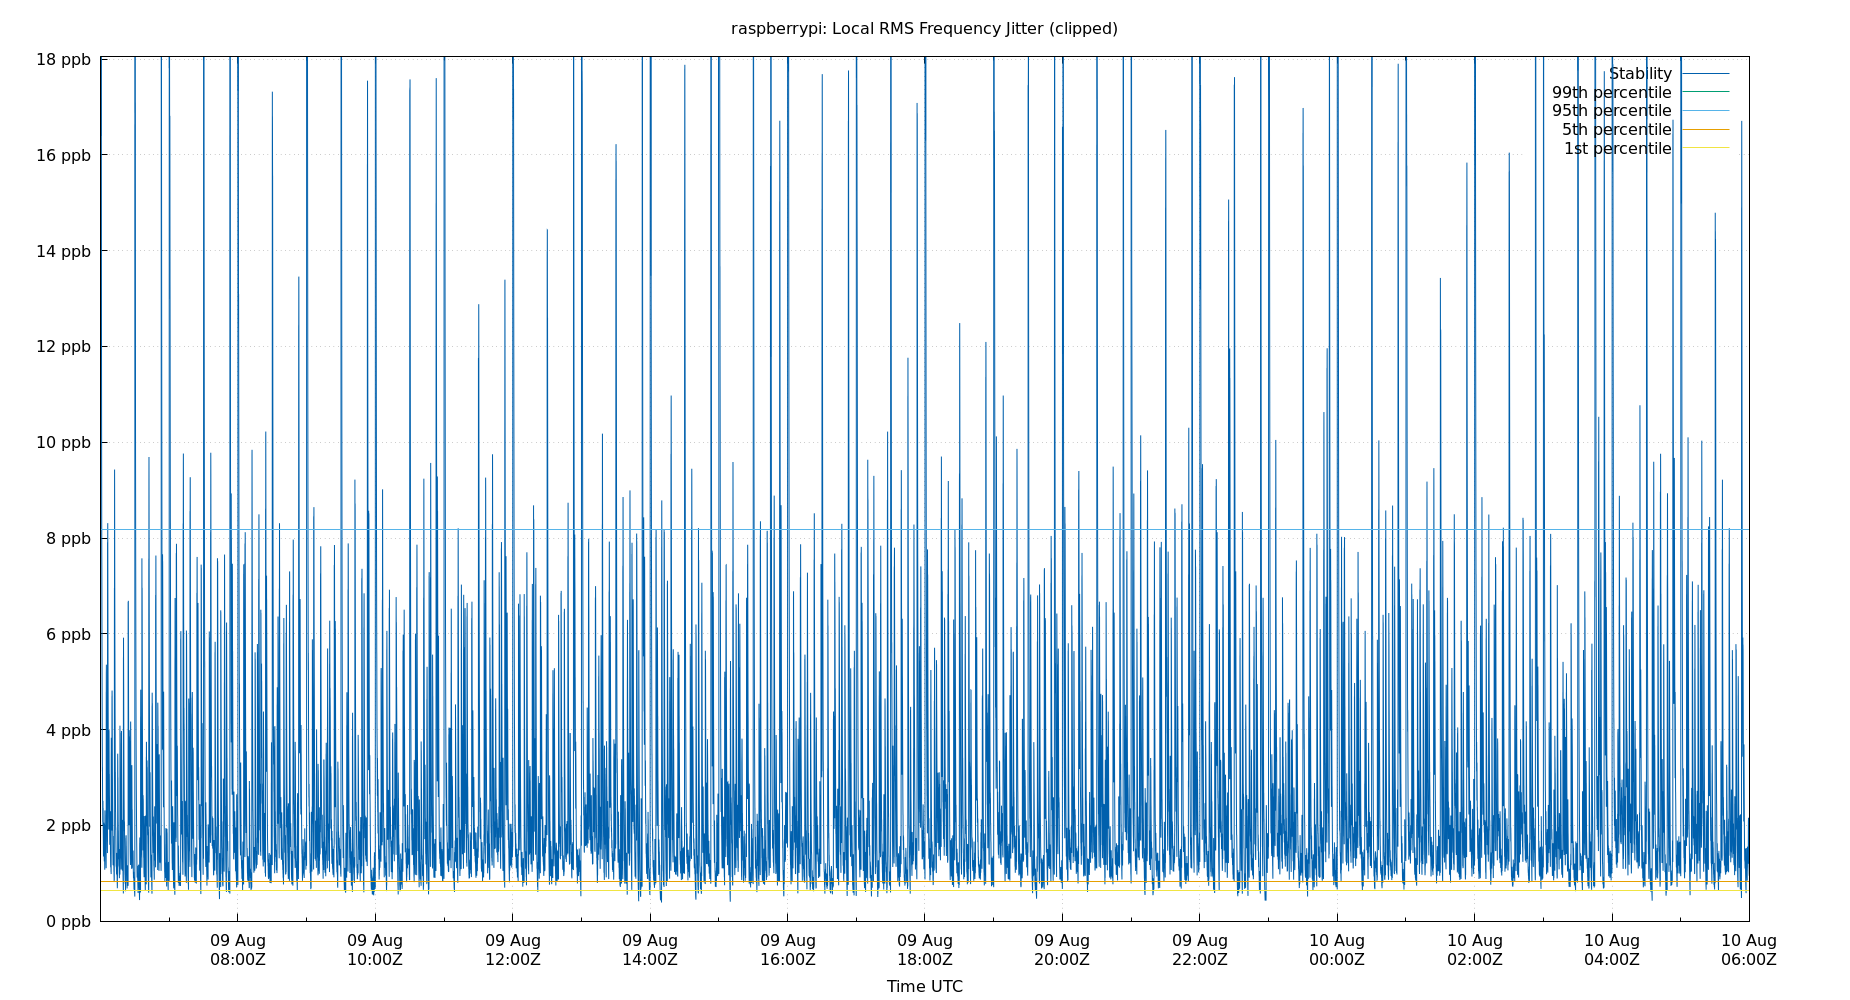 raspberrypi: Local RMS Frequency Jitter (clipped)
18 ppb
16 ppb
14 ppb
12 ppb
10 ppb
8 ppb
6 ppb
4 ppb
2 ppb
0 ppb
Stability
99th percentile
95th percentile
5th percentile
1st percentile
09 Aug
08:00Z
09 Aug
10:00Z
09 Aug
12:00Z
09 Aug
14:00Z
09 Aug
16:00Z
09 Aug
18:00Z
09 Aug
20:00Z
09 Aug
22:00Z
10 Aug
00:00Z
10 Aug
02:00Z
10 Aug
04:00Z
10 Aug
06:00Z
Time UTC